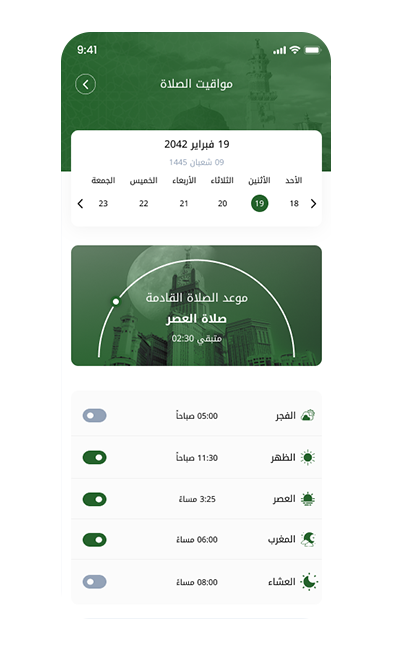 9:41
مواقيت الصلاة
19 فبراير 2042
09 شعبان 1445
الأحد الأثنين الثلاثاء الأربعاء الخميس الجمعة
18 19 20 21 22 23
موعد الصلاة القادمة
صلاة العصر
متبقي 02:30
الفجر 05:00 صباحاً
الظهر 11:30 صباحاً
العصر 3:25 مساءً
المغرب 06:00 مساءً
العشاء 08:00 مساءً